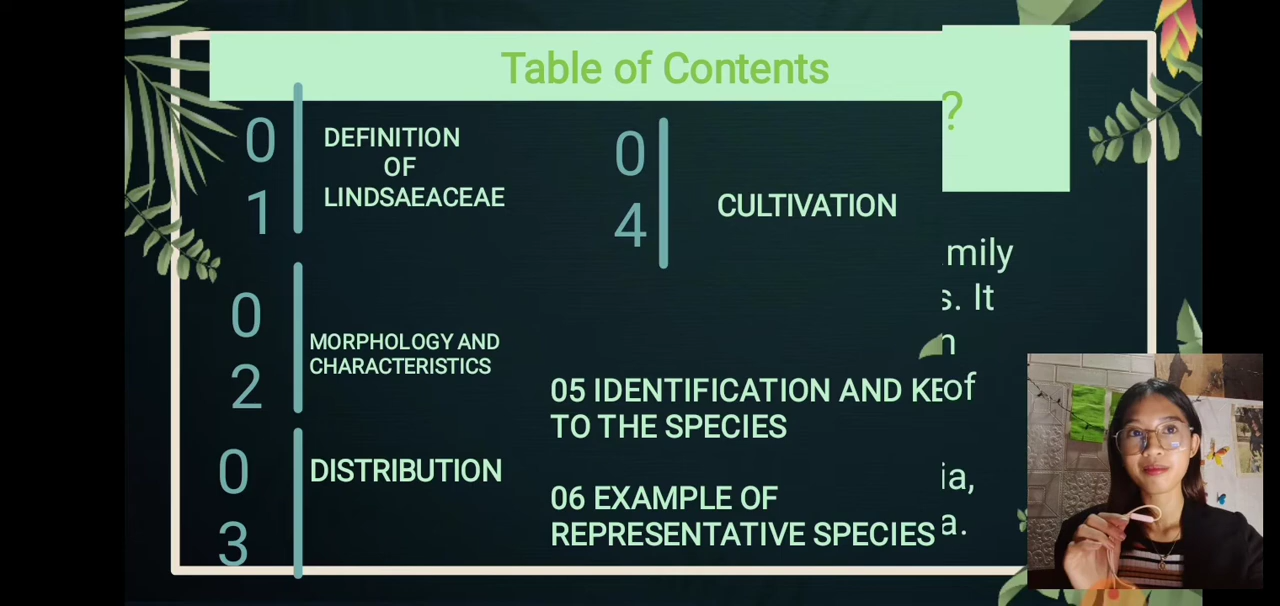 Table of Contents
?
0
1
DEFINITION
OF
LINDSAEACEAE
0
2
MORPHOLOGY AND
CHARACTERISTICS
0
3
DISTRIBUTION
0
4
CULTIVATION
05 IDENTIFICATION AND KE
TO THE SPECIES
06 EXAMPLE OF
REPRESENTATIVE SPECIES
mily
s. It
n
of
ia,
a.